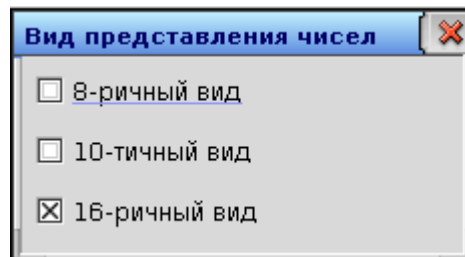 Вид представления чисел
8-ричный вид
10-тичный вид
16-ричный вид